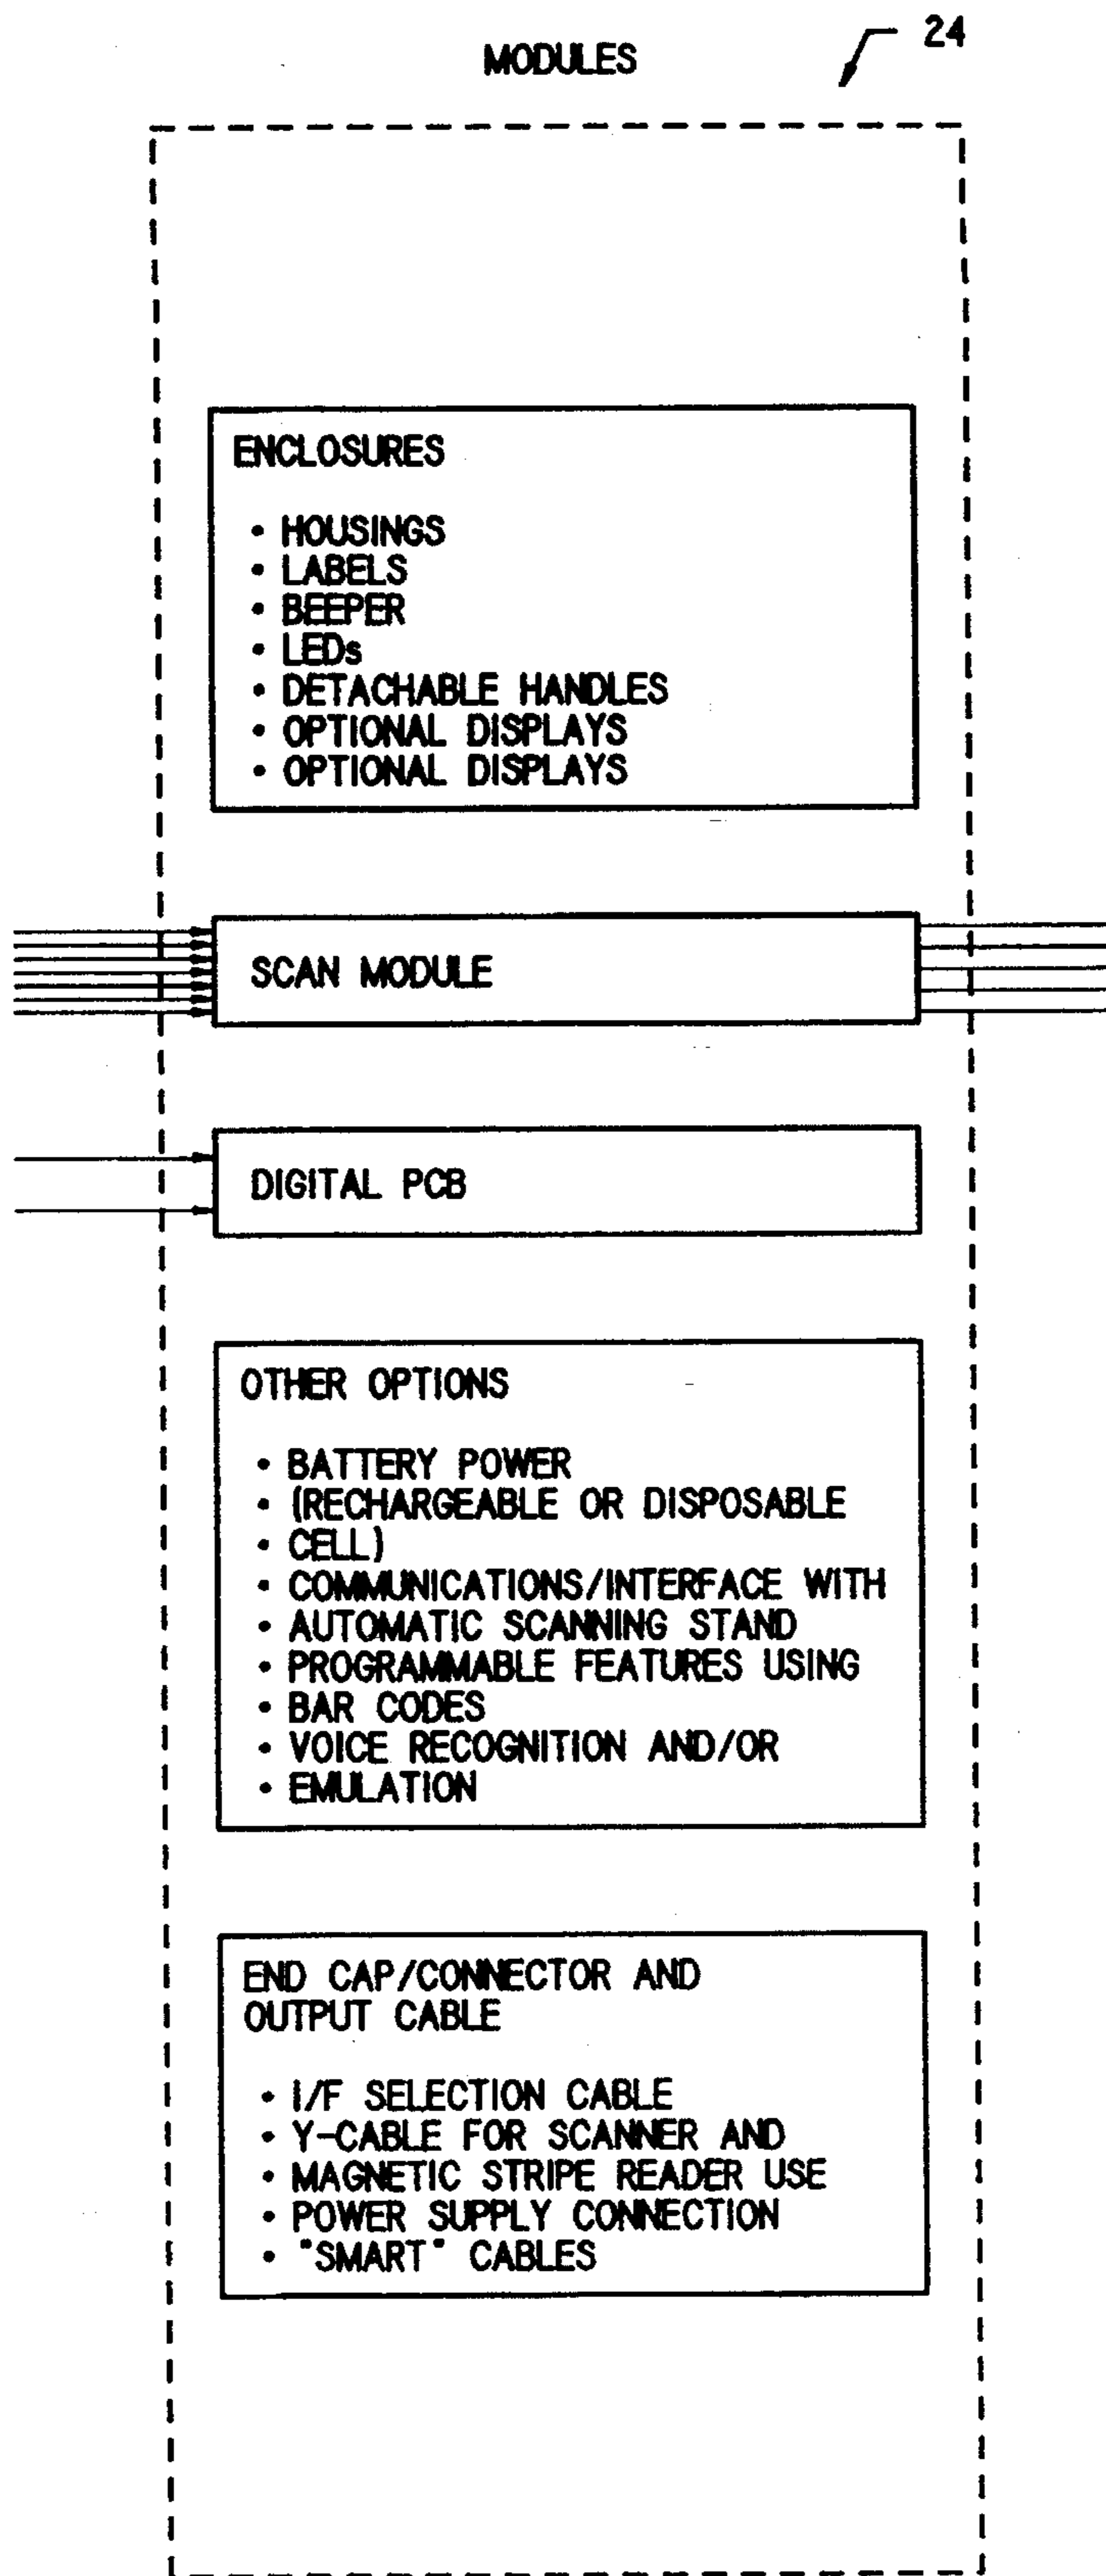 24
MODULES
ENCLOSURES
• HOUSINGS
• LABELS
• BEEPER
• LEDs
• DETACHABLE HANDLES
• OPTIONAL DISPLAYS
• OPTIONAL DISPLAYS
SCAN MODULE
DIGITAL PCB
OTHER OPTIONS
• BATTERY POWER
• (RECHARGEABLE OR DISPOSABLE
• CELL)
• COMMUNICATIONS/INTERFACE WITH
• AUTOMATIC SCANNING STAND
• PROGRAMMABLE FEATURES USING
• BAR CODES
• VOICE RECOGNITION AND/OR
• EMULATION
END CAP/CONNECTOR AND
OUTPUT CABLE
• I/F SELECTION CABLE
• Y-CABLE FOR SCANNER AND
• MAGNETIC STRIPE READER USE
• POWER SUPPLY CONNECTION
• "SMART" CABLES